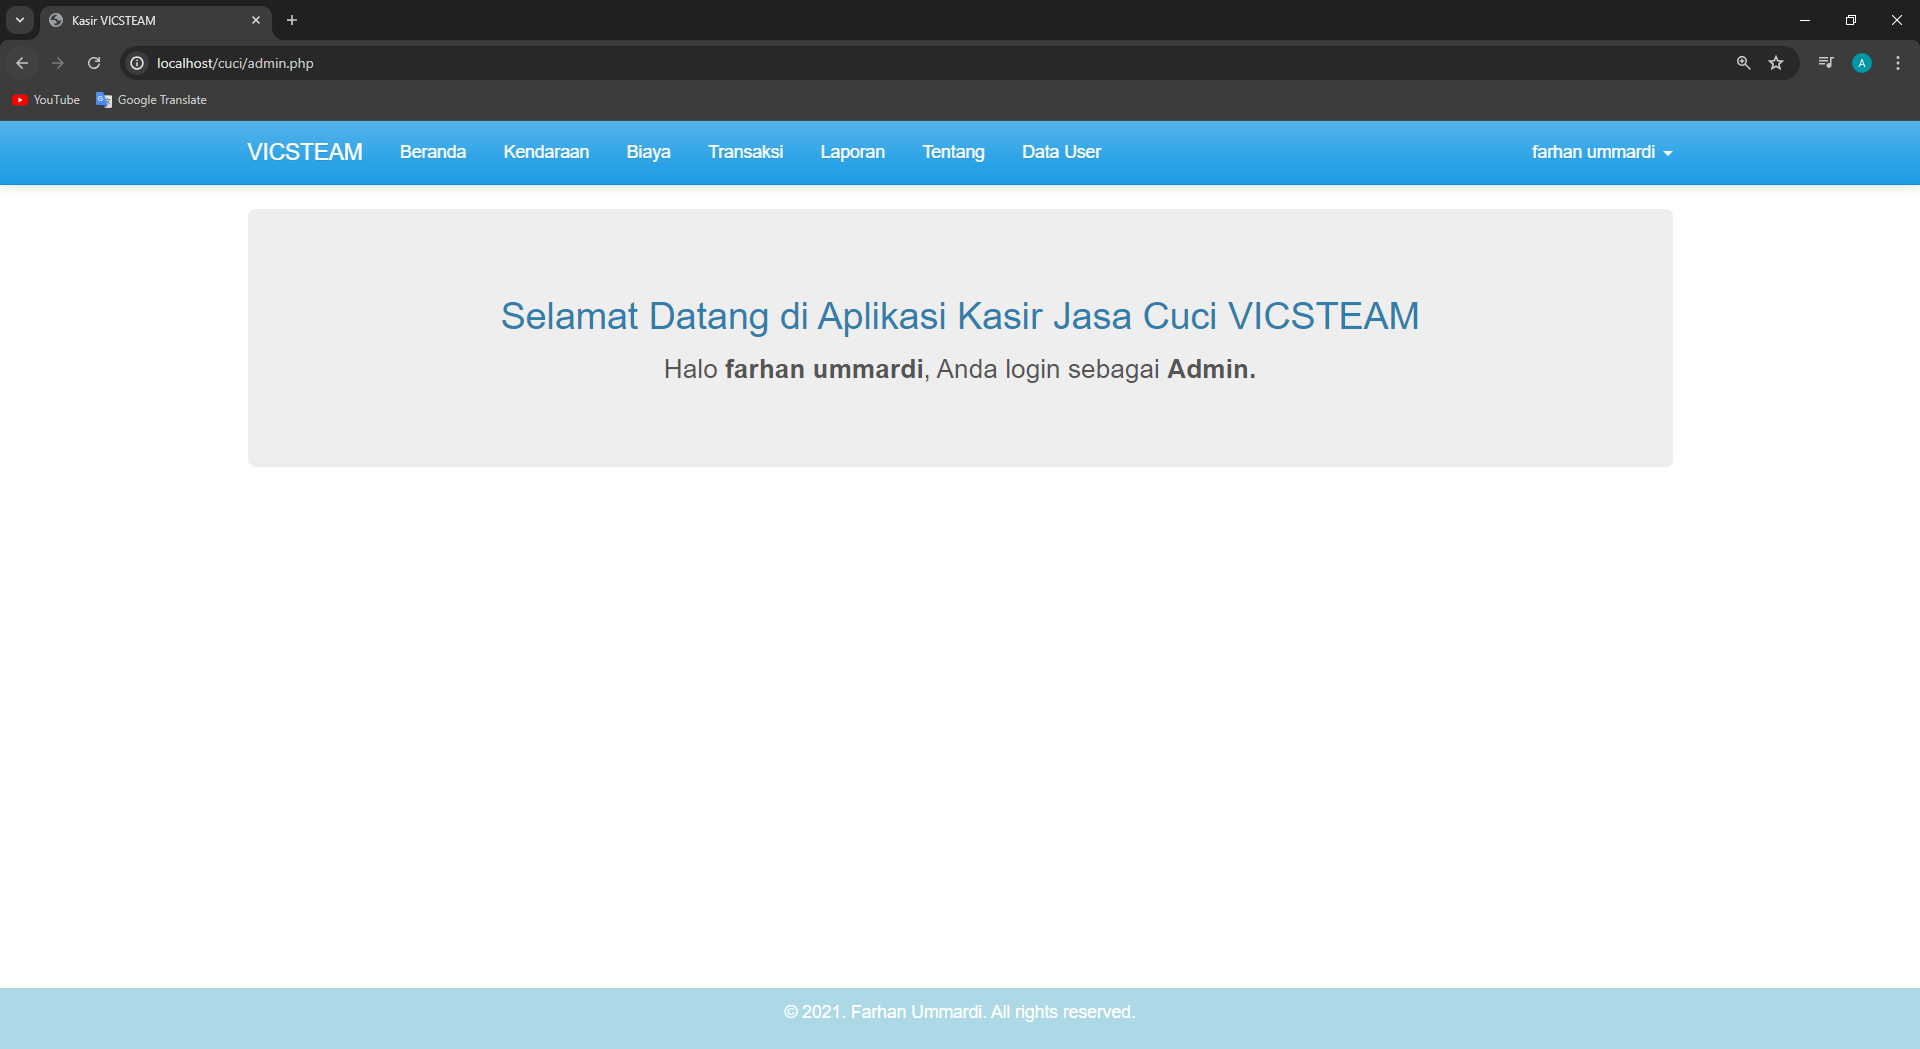 Kasir VICSTEAM
localhost/cuci/admin.php
A
YouTube
Google Translate
VICSTEAM Beranda Kendaraan Biaya Transaksi Laporan Tentang Data User farhan ummardi
Selamat Datang di Aplikasi Kasir Jasa Cuci VICSTEAM
Halo farhan ummardi, Anda login sebagai Admin.
© 2021. Farhan Ummardi. All rights reserved.